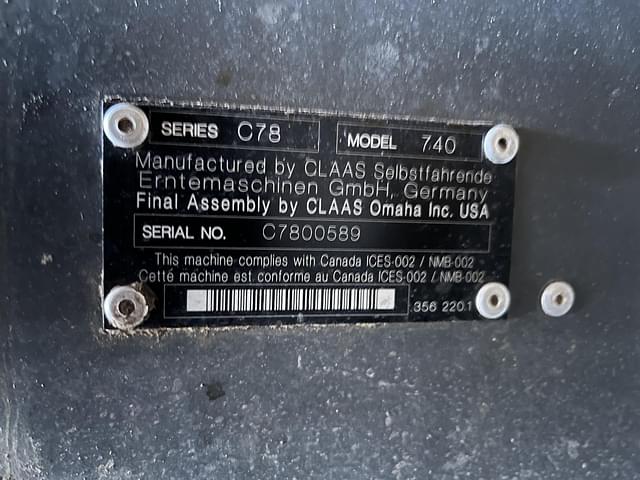 SERIES C78 MODEL 740
Manufactured by CLAAS Selbstfahrende
Erntemaschinen GmbH, Germany
Final Assembly by CLAAS Omaha Inc. USA
SERIAL NO. C7800589
This machine complies with Canada ICES-002 / NMB-002
Cetté machine est conforme au Canada ICES-002 / NMB-002
356 220.1